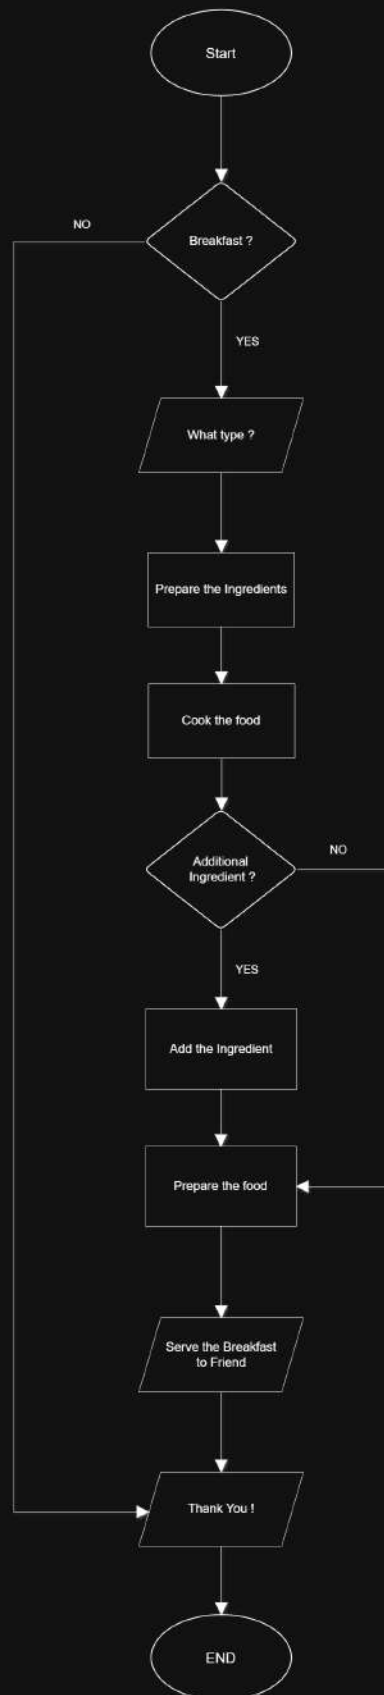 Start
NO
Breakfast ?
YES
What type ?
Prepare the Ingredients
Cook the food
NO
Additional
Ingredient ?
YES
Add the Ingredient
Prepare the food
Serve the Breakfast
to Friend
Thank You !
END